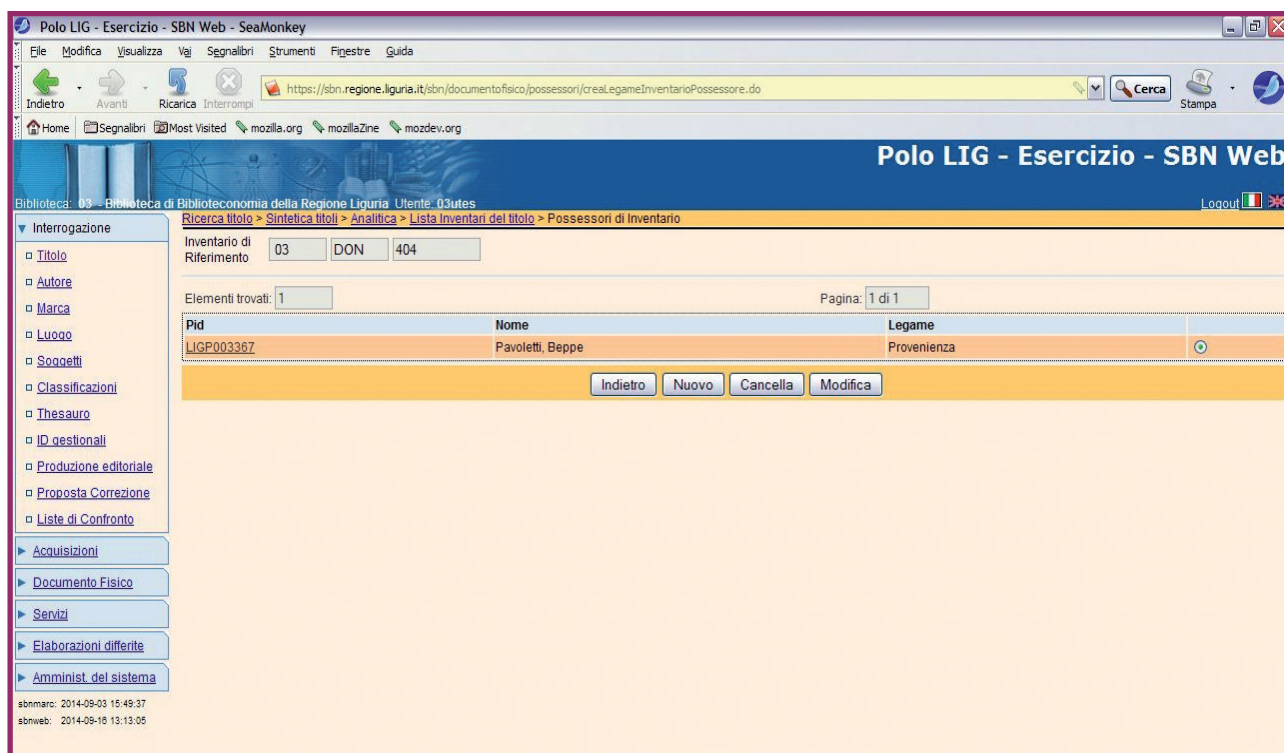 Polo LIG - Esercizio - SBN Web - SeaMonkey
File Modifica Visualizza Vai Segnalibri Strumenti Finestre Guida
Indietro Avanti Ricarica Interrompi https://sbn.regione.liguria.it/sbn/documentofisico/possessori/creaLegameInventarioPossessore.do Cerca Stampa
Home Segnalibri Most Visited mozilla.org mozillaZine mozdev.org
Polo LIG - Esercizio - SBN Web
Biblioteca: 03 - Biblioteca di Biblioteconomia della Regione Liguria Utente: 03utes Logout
Ricerca titolo > Sintetica titoli > Analitica > Lista Inventari del titolo > Possessori di Inventario
Inventario di Riferimento 03 DON 404
Elementi trovati: 1 Pagina: 1 di 1
Pid Nome Legame
LIGP003367 Pavoletti, Beppe Provenienza
Indietro Nuovo Cancella Modifica
Interrogazione
Titolo
Autore
Marca
Luogo
Soggetti
Classificazioni
Thesauro
ID gestionali
Produzione editoriale
Proposta Correzione
Liste di Confronto
Acquisizioni
Documento Fisico
Servizi
Elaborazioni differite
Amminist. del sistema
sbnmarc: 2014-09-03 15:49:37
sbnweb: 2014-09-16 13:13:05